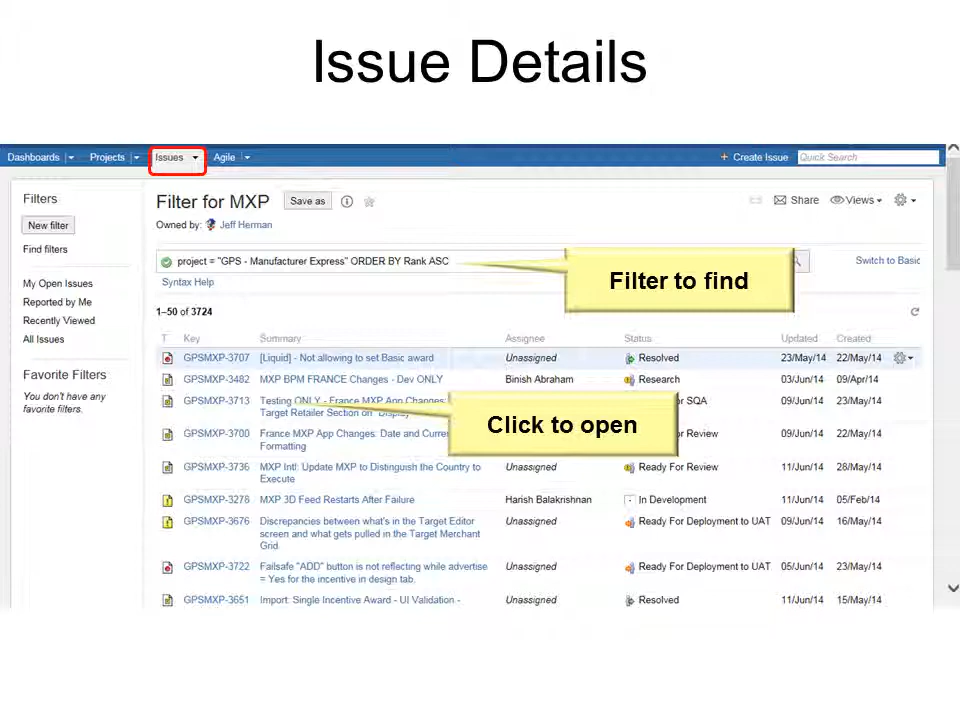 Issue Details
Dashboards Projects Issues Agile + Create Issue Quick Search
Filters
New filter
Find filters
My Open Issues
Reported by Me
Recently Viewed
All Issues
Favorite Filters
You don't have any
favorite filters.
Filter for MXP Save as Share Views
Owned by: Jeff Herman
project = "GPS - Manufacturer Express" ORDER BY Rank ASC
Switch to Basic
Syntax Help
Filter to find
1–50 of 3724
T Key Summary Assignee Status Updated Created
GPSMXP-3707 [Liquid] - Not allowing to set Basic award Unassigned Resolved 23/May/14 22/May/14
GPSMXP-3482 MXP BPM FRANCE Changes - Dev ONLY Binish Abraham Research 03/Jun/14 09/Apr/14
GPSMXP-3713 Testing ONLY - France MXP App Changes: or SQA 09/Jun/14 23/May/14
Target Retailer Section on "Display
Click to open
GPSMXP-3700 France MXP App Changes: Date and Curre or Review 09/Jun/14 22/May/14
Formatting
GPSMXP-3736 MXP Intl: Update MXP to Distinguish the Country to Unassigned Ready For Review 11/Jun/14 28/May/14
Execute
GPSMXP-3278 MXP 3D Feed Restarts After Failure Harish Balakrishnan In Development 11/Jun/14 05/Feb/14
GPSMXP-3676 Discrepancies between what's in the Target Editor Unassigned Ready For Deployment to UAT 09/Jun/14 16/May/14
screen and what gets pulled in the Target Merchant
Grid.
GPSMXP-3722 Failsafe "ADD" button is not reflecting while advertise Unassigned Ready For Deployment to UAT 05/Jun/14 23/May/14
= Yes for the incentive in design tab.
GPSMXP-3651 Import: Single Incentive Award - UI Validation - Unassigned Resolved 11/Jun/14 15/May/14